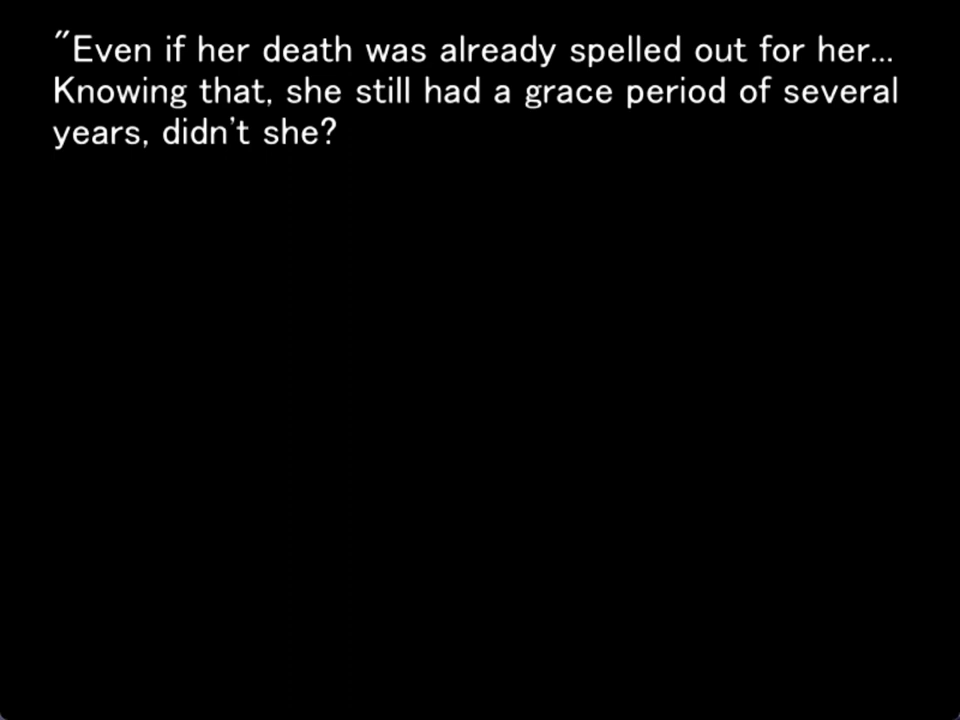 "Even if her death was already spelled out for her...
Knowing that, she still had a grace period of several
years, didn't she?